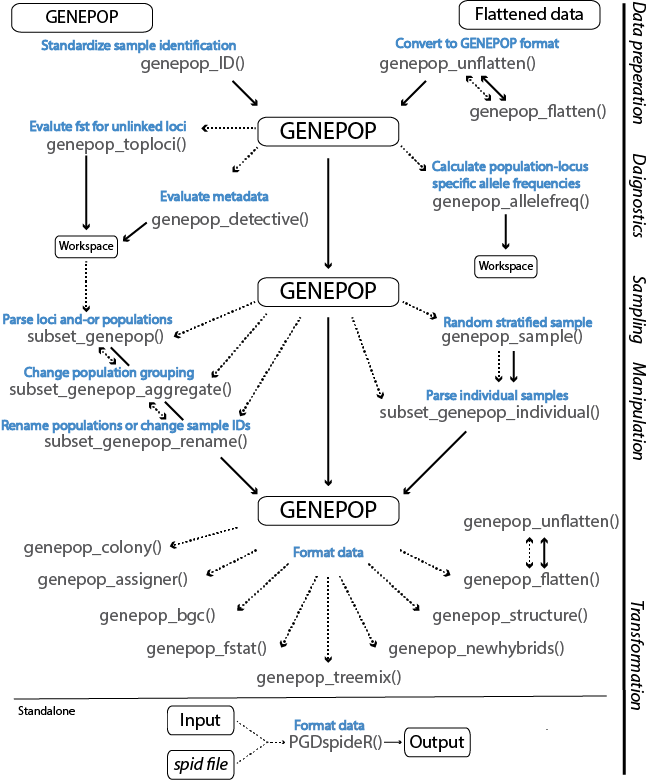 GENEPOP
Flattened data
Standardize sample identification
genepop_ID()
Convert to GENEPOP format
genepop_unflatten()
genepop_flatten()
Data preperation
GENEPOP
Evalute fst for unlinked loci
genepop_toploci()
Evaluate metadata
genepop_detective()
Calculate population-locus
specific allele frequencies
genepop_allelefreq()
Daignostics
Workspace
Workspace
GENEPOP
Sampling
Parse loci and-or populations
subset_genepop()
Random stratified sample
genepop_sample()
Change population grouping
subset_genepop_aggregate()
Parse individual samples
subset_genepop_individual()
Manipulation
Rename populations or change sample IDs
subset_genepop_rename()
GENEPOP
genepop_unflatten()
Format data
genepop_colony()
genepop_assigner()
genepop_flatten()
genepop_bgc()
genepop_structure()
genepop_fstat()
genepop_newhybrids()
genepop_treemix()
Transformation
Standalone
Input
Format data
PGDspideR()
Output
spid file